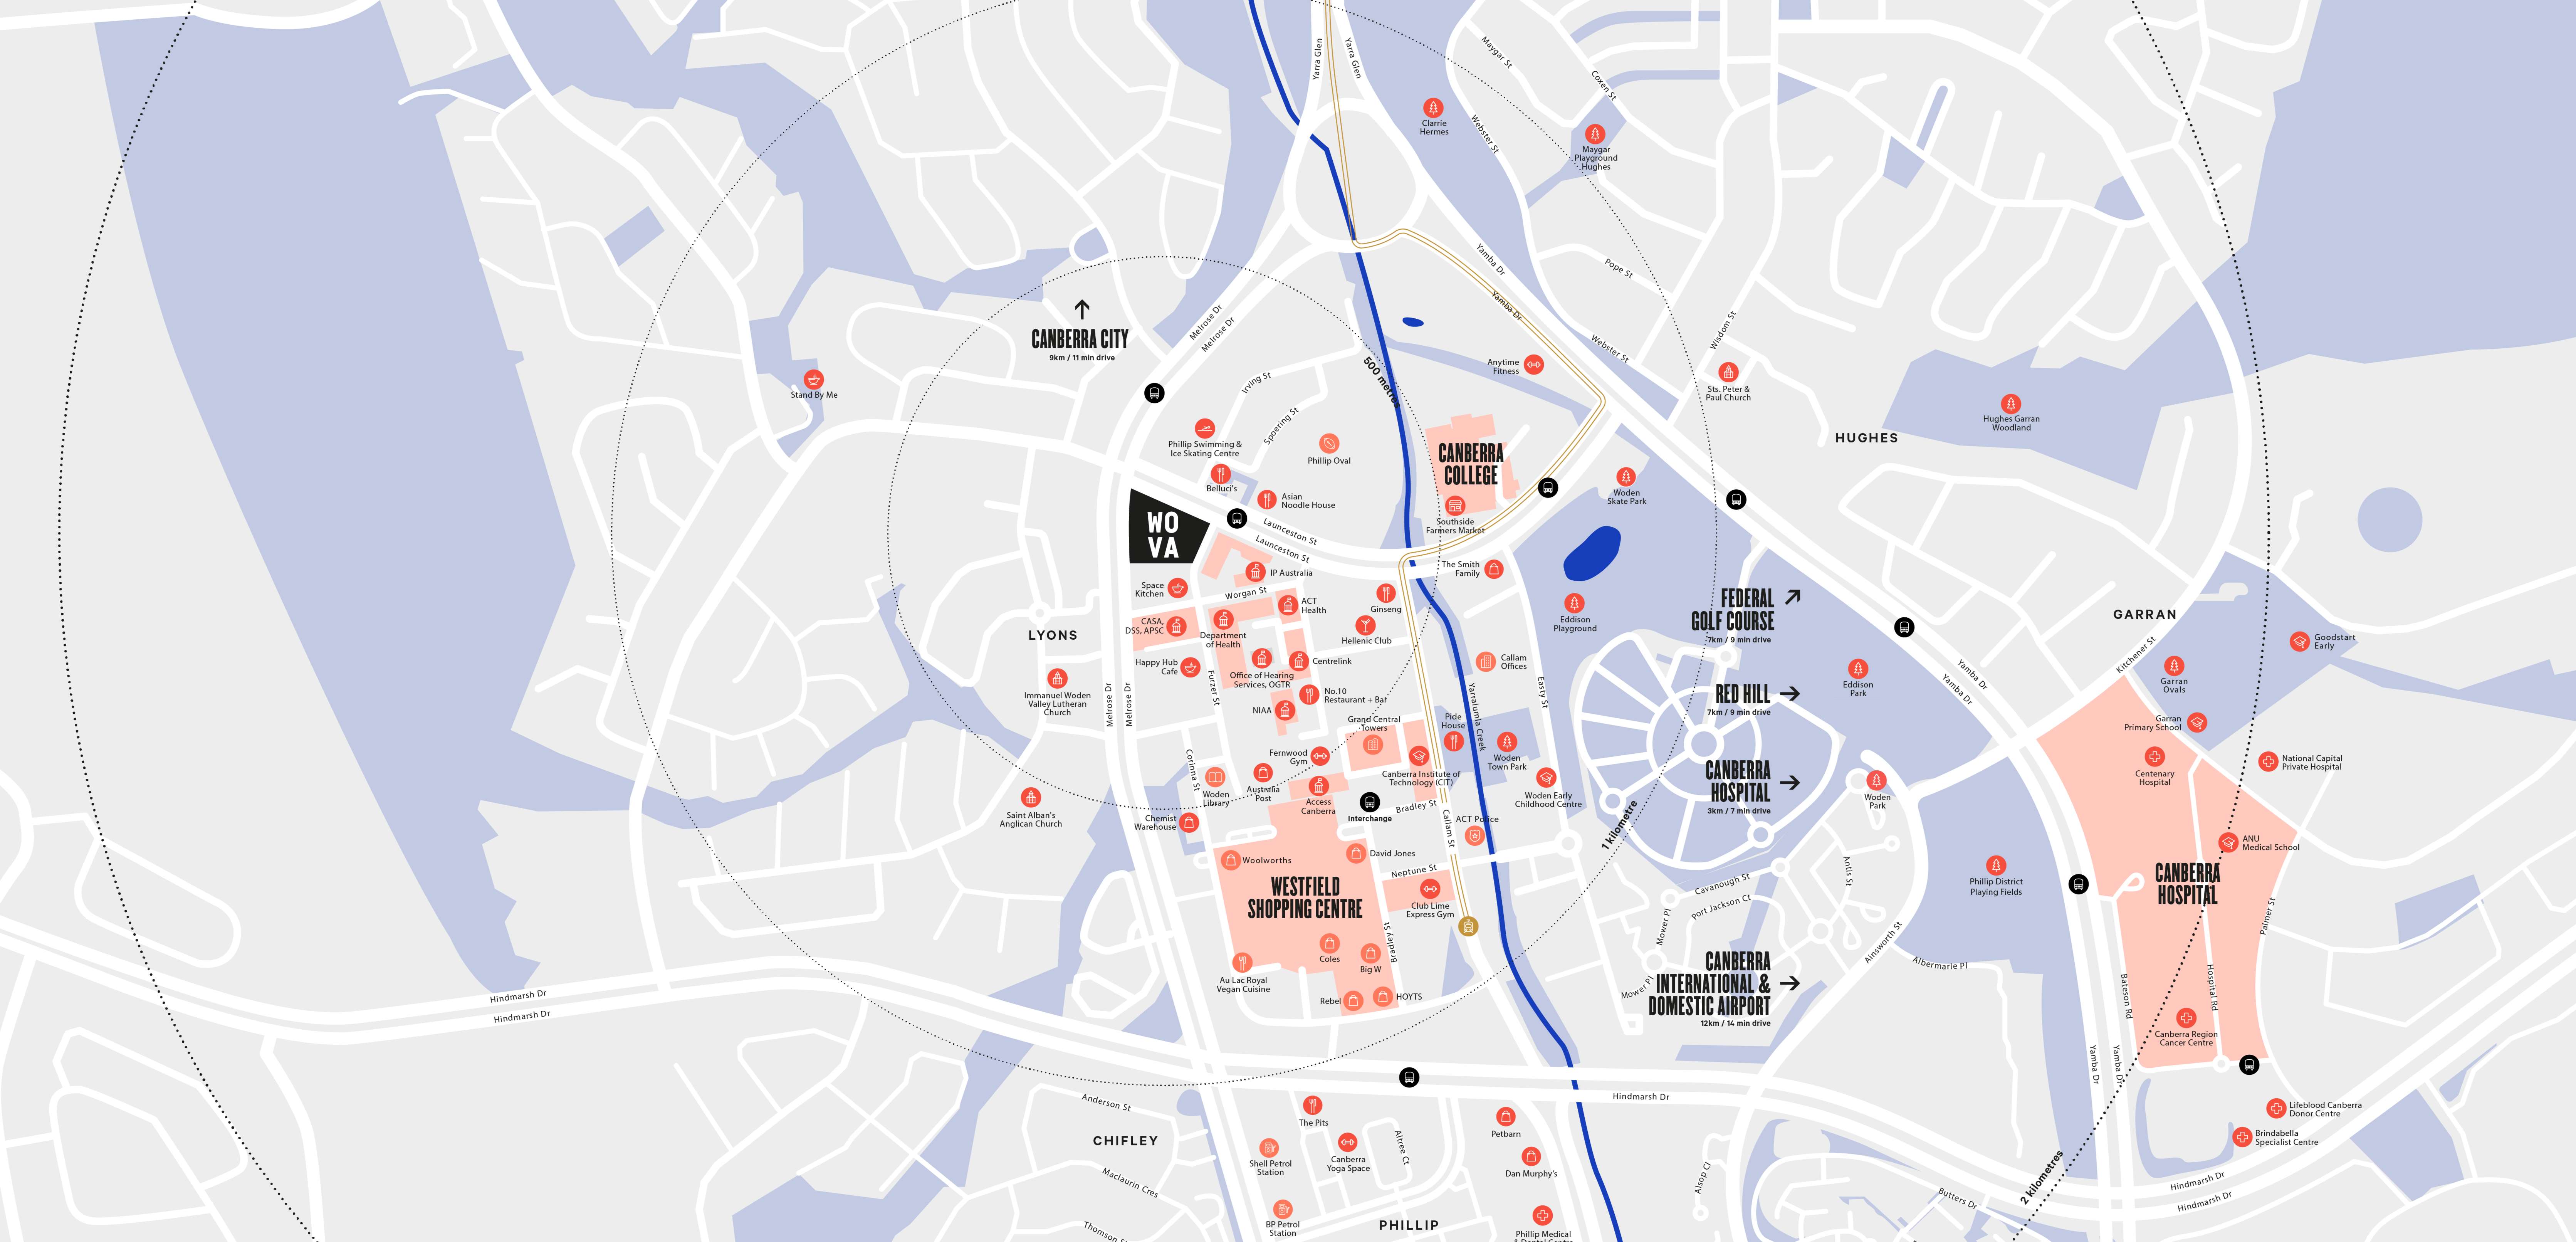 Yarra Glen
Yarra Glen
Maygar St
Coxen St
Clarrie
Hermes
Webster St
Maygar
Playground
Hughes
Yamba Dr
Pope St
Yamba Dr
Webster St
Wisdom St
Melrose Dr
Melrose Dr
CANBERRA CITY
9km / 11 min drive
500 metres
Anytime
Fitness
Stand By Me
Irving St
Spoering St
Sts. Peter &
Paul Church
Hughes Garran
Woodland
HUGHES
Phillip Swimming &
Ice Skating Centre
Phillip Oval
CANBERRA
COLLEGE
Belluci's
Asian
Noodle House
Woden
Skate Park
WO
VA
Launceston St
Launceston St
Southside
Farmers Market
The Smith
Family
IP Australia
Space
Kitchen
Worgan St
ACT
Health
Ginseng
Eddison
Playground
FEDERAL
GOLF COURSE
7km / 9 min drive
GARRAN
CASA,
DSS, APSC
Department
of Health
Hellenic Club
LYONS
Kitchener St
Goodstart
Early
Happy Hub
Cafe
Office of Hearing
Services, OGTR
Centrelink
Callam
Offices
Yamba Dr
Yamba Dr
Garran
Ovals
Eddison
Park
RED HILL
7km / 9 min drive
Immanuel Woden
Valley Lutheran
Church
Melrose Dr
Melrose Dr
Furzer St
No.10
Restaurant + Bar
NIAA
Yarralumla Creek
Easty St
Grand Central
Towers
Pide
House
Garran
Primary School
Fernwood
Gym
Corinna St
Woden
Library
Australia
Post
Access
Canberra
Canberra Institute of
Technology (CIT)
Woden
Town Park
CANBERRA
HOSPITAL
3km / 7 min drive
Centenary
Hospital
National Capital
Private Hospital
Woden Early
Childhood Centre
Woden
Park
Interchange
Bradley St
Callam St
1 kilometre
Saint Alban's
Anglican Church
Chemist
Warehouse
ACT Police
ANU
Medical School
Woolworths
David Jones
Neptune St
Antis St
CANBERRA
HOSPITAL
WESTFIELD
SHOPPING CENTRE
Club Lime
Express Gym
Cavanough St
Port Jackson Ct
Phillip District
Playing Fields
Mower Pl
Palmer St
Bradley St
Ainsworth St
Coles
Big W
Albermarle Pl
CANBERRA
INTERNATIONAL &
DOMESTIC AIRPORT
12km / 14 min drive
Au Lac Royal
Vegan Cuisine
Mower Pl
Rebel
HOYTS
Hindmarsh Dr
Hindmarsh Dr
Bateson Rd
Hospital Rd
Canberra Region
Cancer Centre
Yamba Dr
Yamba Dr
Anderson St
Hindmarsh Dr
Lifeblood Canberra
Donor Centre
CHIFLEY
The Pits
Petbarn
Brindabella
Specialist Centre
Altree Ct
Shell Petrol
Station
Canberra
Yoga Space
Dan Murphy's
Alsop Cl
2 kilometres
Hindmarsh Dr
Hindmarsh Dr
Maclaurin Cres
Butters Dr
BP Petrol
Station
PHILLIP
Thomson
Phillip Medical